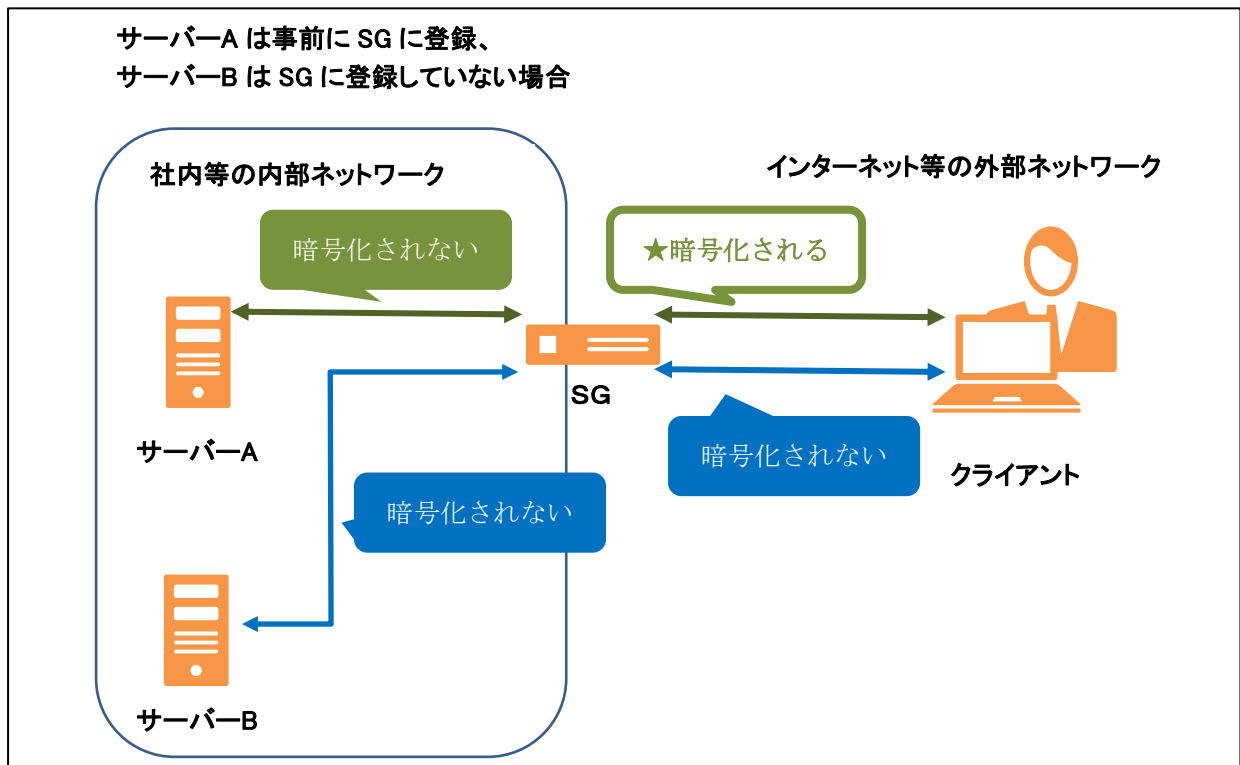 サーバーA は事前に SG に登録、
サーバーB は SG に登録していない場合
社内等の内部ネットワーク
インターネット等の外部ネットワーク
暗号化されない
★暗号化される
SG
サーバーA
暗号化されない
クライアント
暗号化されない
サーバーB